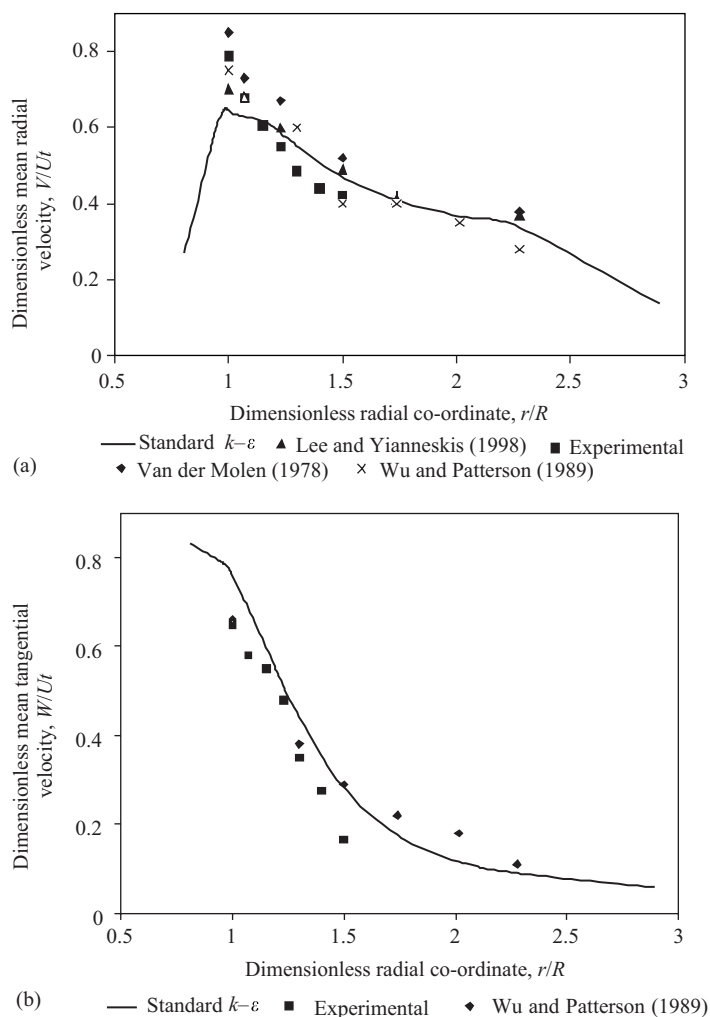 0.8
0.6
0.4
0.2
0
0.5
1
1.5
2
2.5
3
Dimensionless mean radial
velocity, V/Ut
Dimensionless radial co-ordinate, r/R
Standard k–ε
Lee and Yianneskis (1998)
Experimental
(a)
Van der Molen (1978)
Wu and Patterson (1989)
0.8
0.6
0.4
0.2
0
0.5
1
1.5
2
2.5
3
Dimensionless mean tangential
velocity, W/Ut
Dimensionless radial co-ordinate, r/R
(b)
Standard k–ε
Experimental
Wu and Patterson (1989)